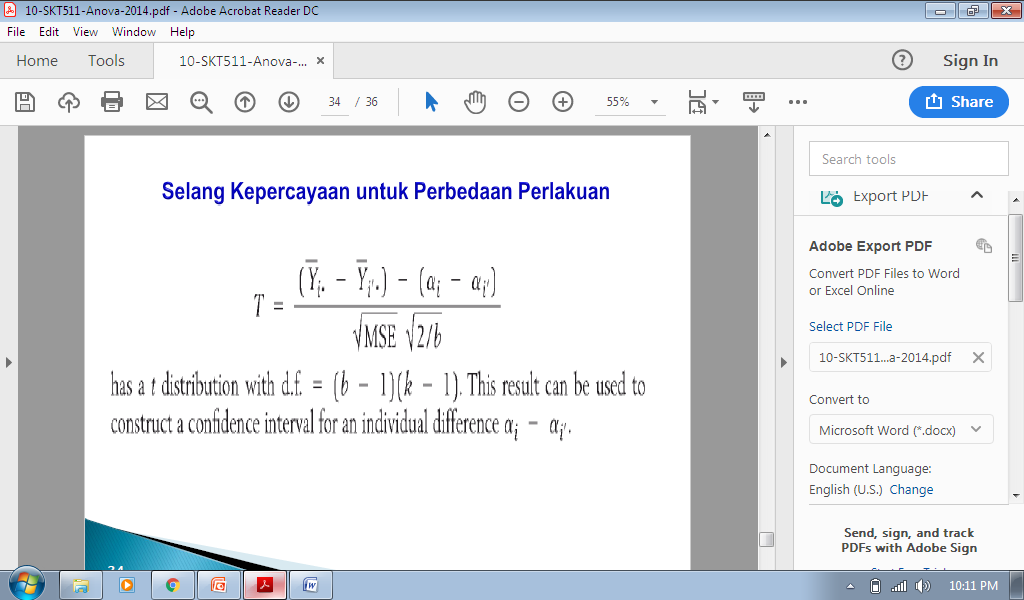 10-SKT511-Anova-2014.pdf - Adobe Acrobat Reader DC
File Edit View Window Help
Home Tools 10-SKT511-Anova-... × ? Sign In
34 / 36 55% Share
Selang Kepercayaan untuk Perbedaan Perlakuan
T = ((Ȳᵢ. − Ȳᵢ′.) − (αᵢ − αᵢ′)) / (√MSE √2/b)
has a t distribution with d.f. = (b − 1)(k − 1). This result can be used to
construct a confidence interval for an individual difference αᵢ − αᵢ′.
Search tools
Export PDF
Adobe Export PDF
Convert PDF Files to Word
or Excel Online
Select PDF File
10-SKT511...a-2014.pdf
Convert to
Microsoft Word (*.docx)
Document Language:
English (U.S.) Change
Send, sign, and track
PDFs with Adobe Sign
10:11 PM